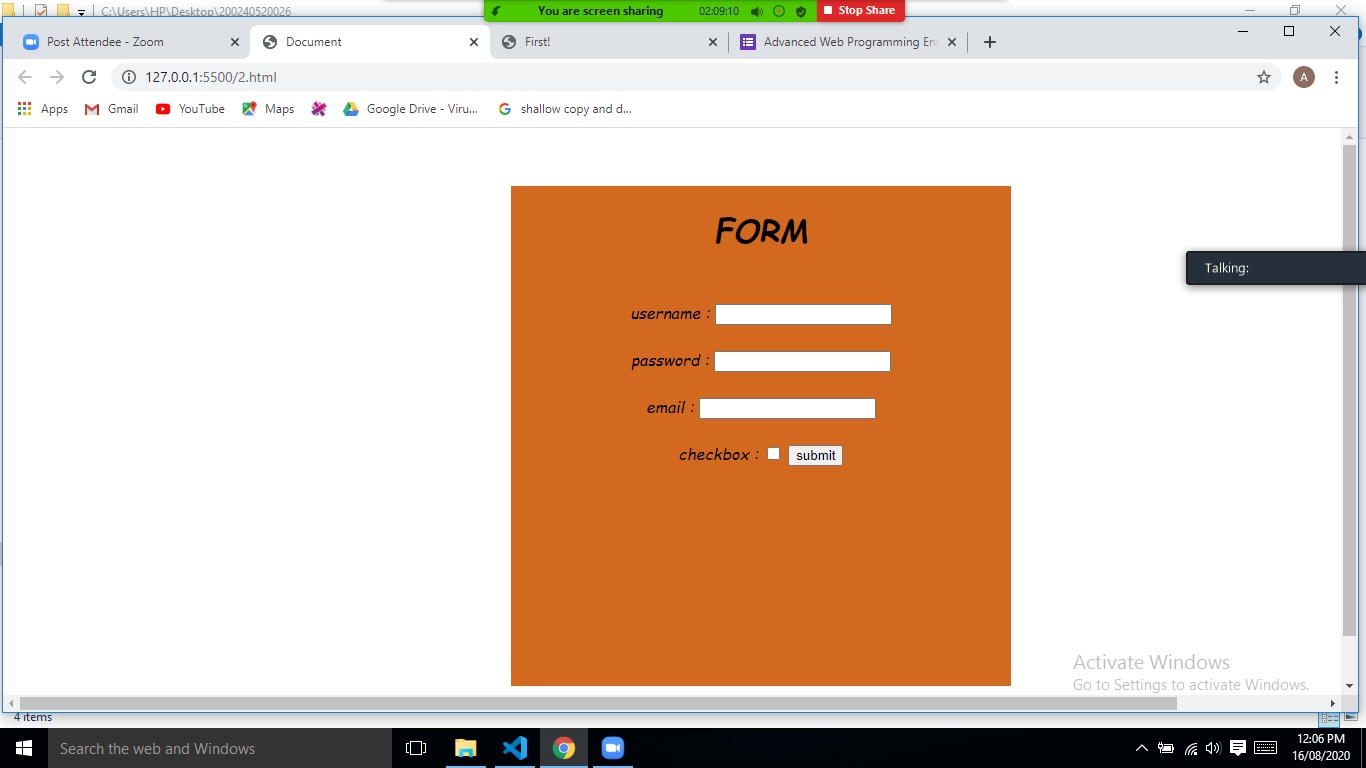 C:\Users\HP\Desktop\200240520026
You are screen sharing 02:09:10 Stop Share
Post Attendee - Zoom Document First! Advanced Web Programming
127.0.0.1:5500/2.html A
Apps Gmail YouTube Maps Google Drive - Viru... shallow copy and d...
FORM
Talking:
username :
password :
email :
checkbox : submit
Activate Windows
Go to Settings to activate Windows.
4 items
Search the web and Windows
12:06 PM
16/08/2020